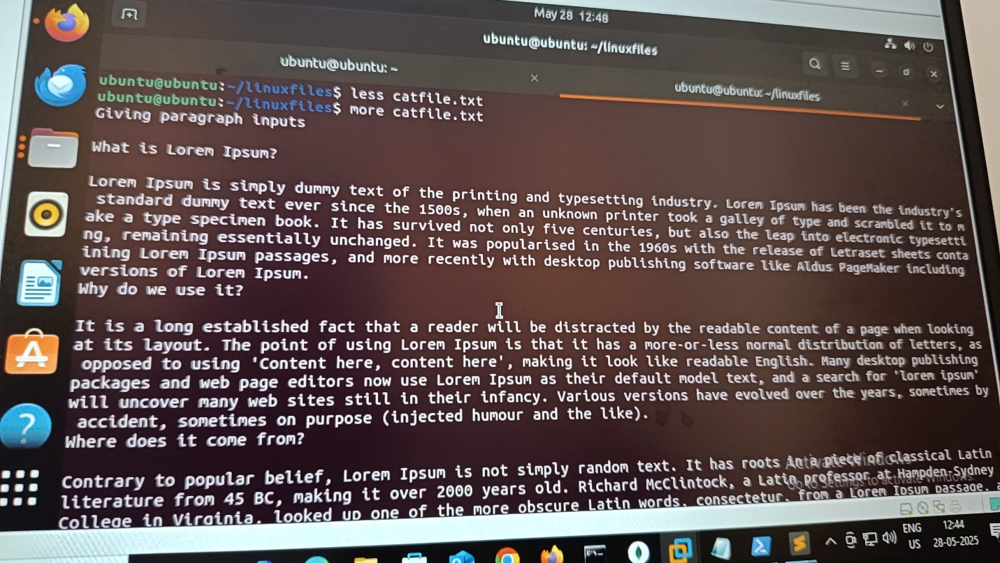 May 28 12:48
ubuntu@ubuntu: ~/linuxfiles
ubuntu@ubuntu: ~
ubuntu@ubuntu: ~/linuxfiles
ubuntu@ubuntu:~/linuxfiles$ less catfile.txt
ubuntu@ubuntu:~/linuxfiles$ more catfile.txt
Giving paragraph inputs
What is Lorem Ipsum?
Lorem Ipsum is simply dummy text of the printing and typesetting industry. Lorem Ipsum has been the industry's
standard dummy text ever since the 1500s, when an unknown printer took a galley of type and scrambled it to m
ake a type specimen book. It has survived not only five centuries, but also the leap into electronic typesetti
ng, remaining essentially unchanged. It was popularised in the 1960s with the release of Letraset sheets conta
ining Lorem Ipsum passages, and more recently with desktop publishing software like Aldus PageMaker including
versions of Lorem Ipsum.
Why do we use it?
It is a long established fact that a reader will be distracted by the readable content of a page when looking
at its layout. The point of using Lorem Ipsum is that it has a more-or-less normal distribution of letters, as
opposed to using 'Content here, content here', making it look like readable English. Many desktop publishing
packages and web page editors now use Lorem Ipsum as their default model text, and a search for 'lorem ipsum'
will uncover many web sites still in their infancy. Various versions have evolved over the years, sometimes by
accident, sometimes on purpose (injected humour and the like).
Where does it come from?
Contrary to popular belief, Lorem Ipsum is not simply random text. It has roots in a piece of classical Latin
literature from 45 BC, making it over 2000 years old. Richard McClintock, a Latin professor at Hampden-Sydney
College in Virginia, looked up one of the more obscure Latin words, consectetur, from a Lorem Ipsum passage, a
Activate Windows
Go to Settings to activate Windows.
ENG
US
12:44
28-05-2025